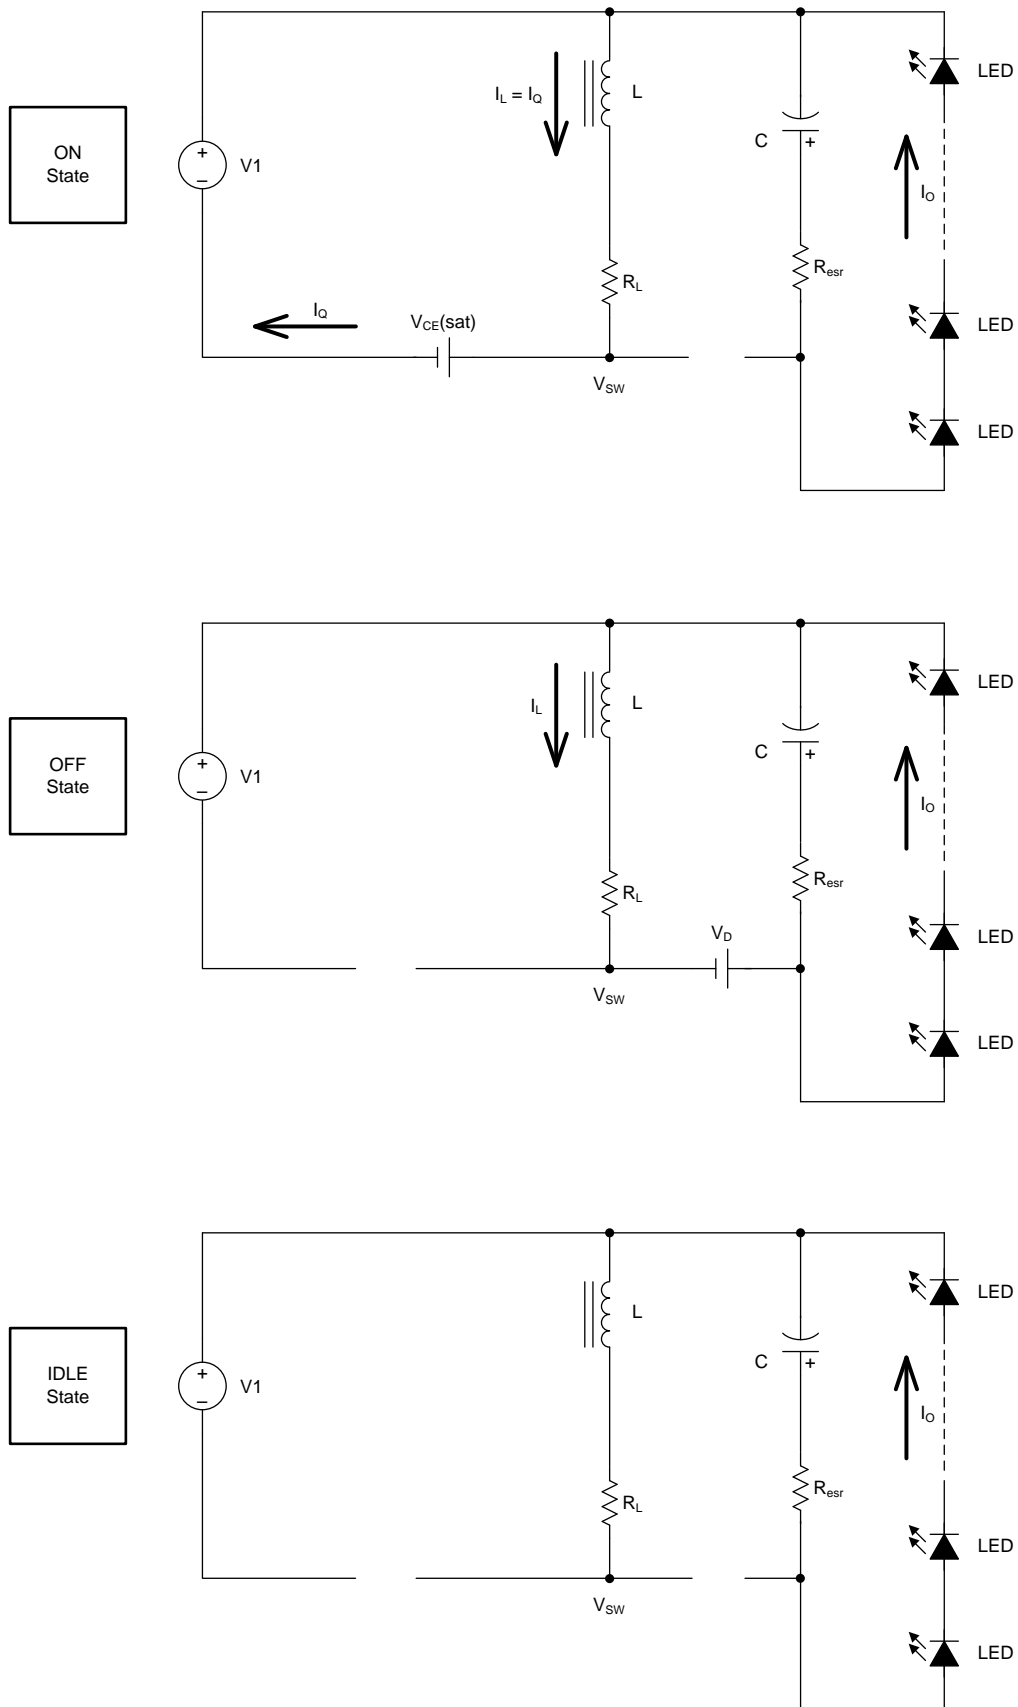 LED
I_L = I_Q
L
ON
State
+
–
V1
C
+
I_O
R_esr
R_L
I_Q
V_CE(sat)
LED
V_SW
LED
LED
I_L
L
OFF
State
+
–
V1
C
+
I_O
R_esr
R_L
V_D
LED
V_SW
LED
LED
L
IDLE
State
+
–
V1
C
+
I_O
R_esr
R_L
LED
V_SW
LED